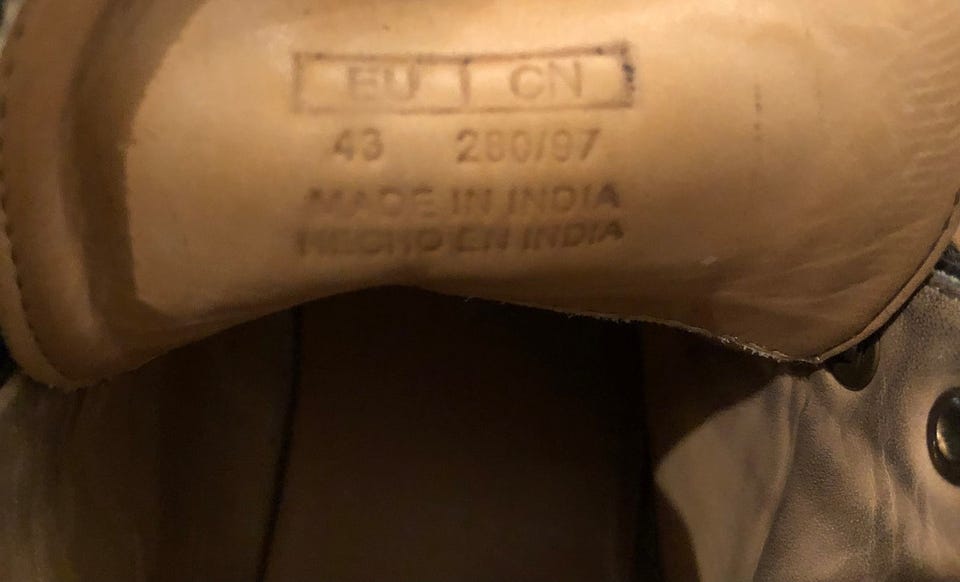 EU CN
43 280/97
MADE IN INDIA
HECHO EN INDIA